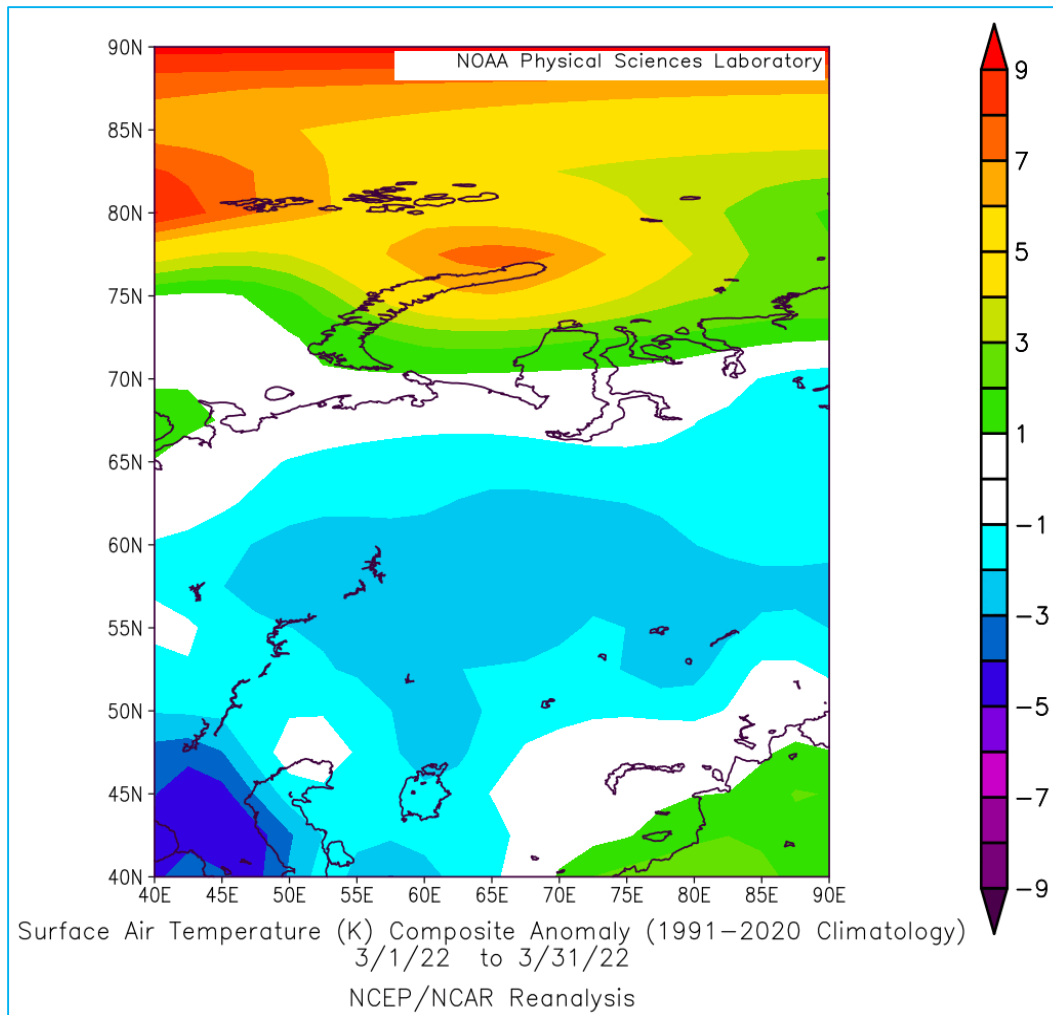 NOAA Physical Sciences Laboratory
90N
85N
80N
75N
70N
65N
60N
55N
50N
45N
40N
40E 45E 50E 55E 60E 65E 70E 75E 80E 85E 90E
9
7
5
3
1
−1
−3
−5
−7
−9
Surface Air Temperature (K) Composite Anomaly (1991−2020 Climatology)
3/1/22 to 3/31/22
NCEP/NCAR Reanalysis